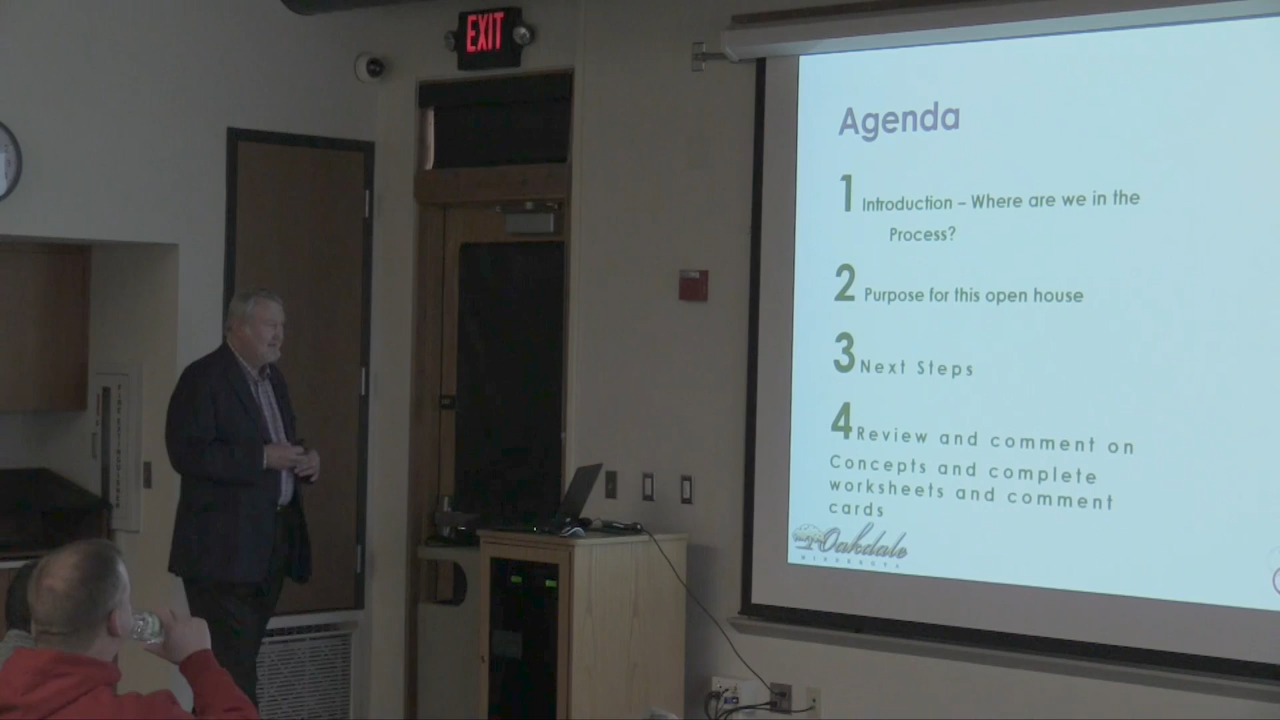 EXIT
Agenda
1 Introduction – Where are we in the
Process?
2 Purpose for this open house
3 Next Steps
4 Review and comment on
Concepts and complete
worksheets and comment
cards
Oakdale